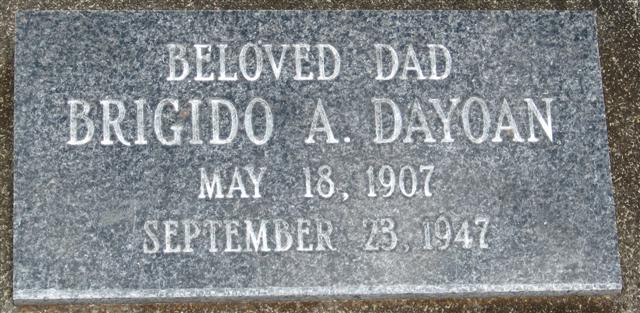 BELOVED DAD
BRIGIDO A. DAYOAN
MAY 18, 1907
SEPTEMBER 23, 1947